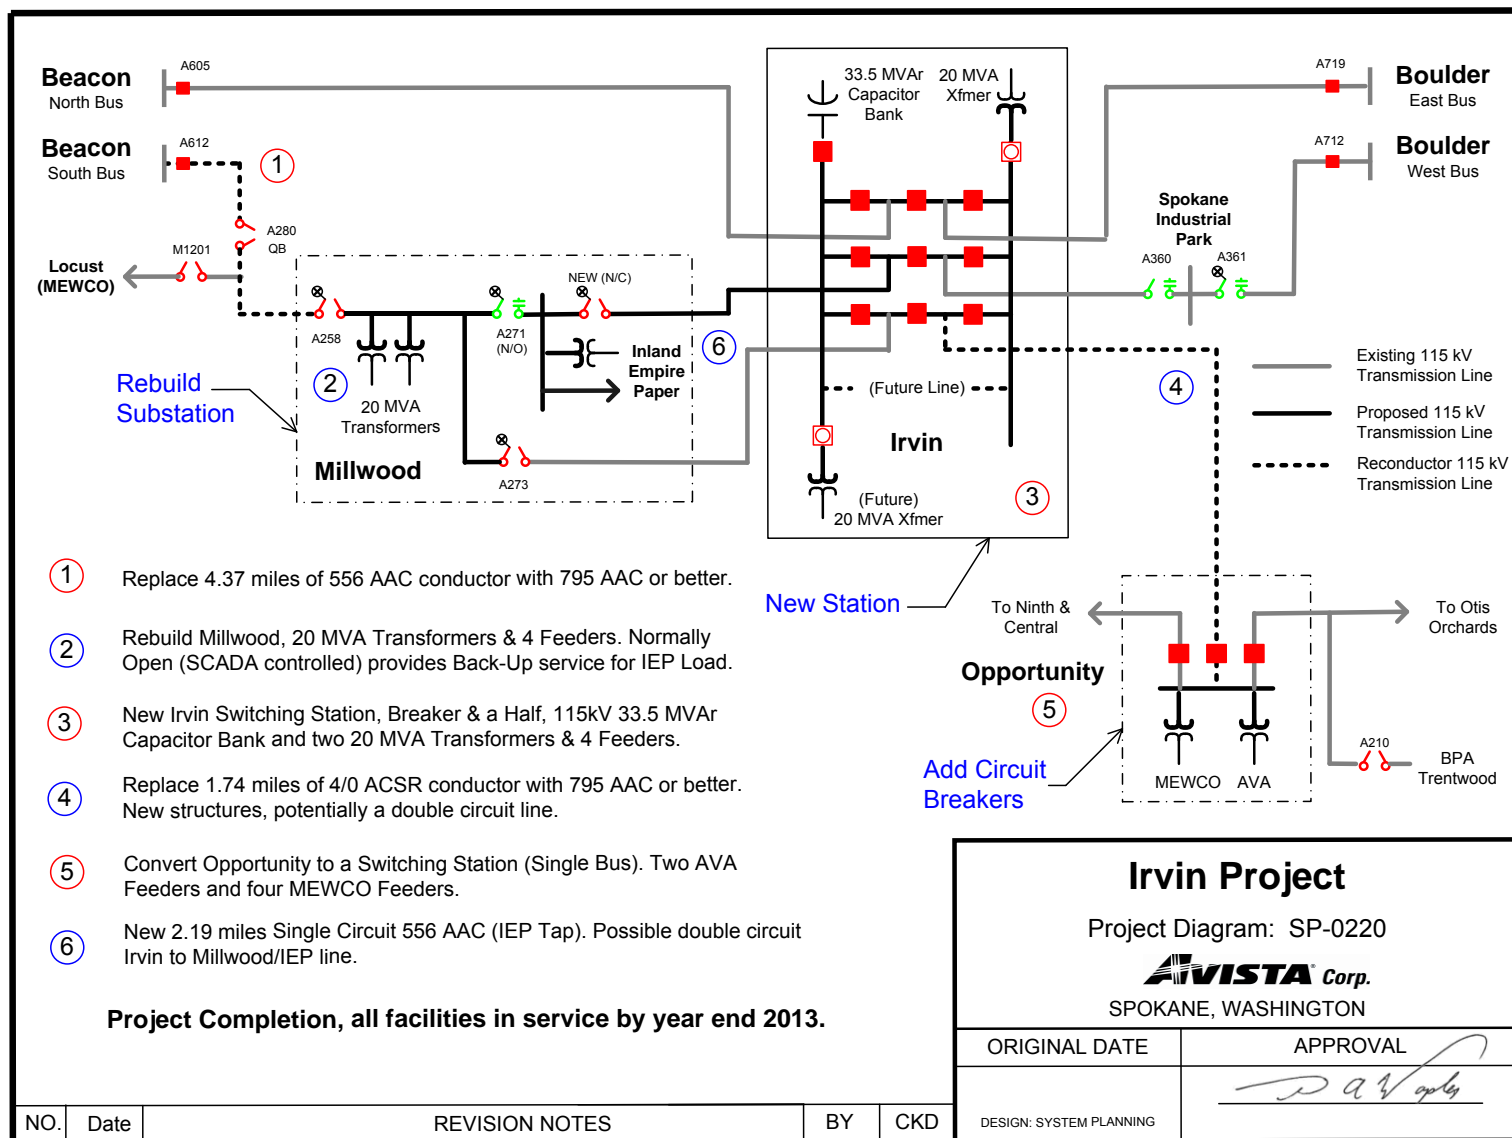 Beacon
North Bus
A605
33.5 MVAr
Capacitor
Bank
20 MVA
Xfmer
A719
Boulder
East Bus
Beacon
South Bus
A612
1
A712
Boulder
West Bus
A280
QB
M1201
Locust
(MEWCO)
Spokane
Industrial
Park
A360
A361
NEW (N/C)
A258
A271
(N/O)
6
Inland
Empire
Paper
2
20 MVA
Transformers
Rebuild
Substation
Millwood
A273
(Future Line)
Irvin
(Future)
20 MVA Xfmer
3
4
Existing 115 kV
Transmission Line
Proposed 115 kV
Transmission Line
Reconductor 115 kV
Transmission Line
New Station
To Ninth &
Central
To Otis
Orchards
Opportunity
5
Add Circuit
Breakers
MEWCO
AVA
A210
BPA
Trentwood
1 Replace 4.37 miles of 556 AAC conductor with 795 AAC or better.
2 Rebuild Millwood, 20 MVA Transformers & 4 Feeders. Normally
Open (SCADA controlled) provides Back-Up service for IEP Load.
3 New Irvin Switching Station, Breaker & a Half, 115kV 33.5 MVAr
Capacitor Bank and two 20 MVA Transformers & 4 Feeders.
4 Replace 1.74 miles of 4/0 ACSR conductor with 795 AAC or better.
New structures, potentially a double circuit line.
5 Convert Opportunity to a Switching Station (Single Bus). Two AVA
Feeders and four MEWCO Feeders.
6 New 2.19 miles Single Circuit 556 AAC (IEP Tap). Possible double circuit
Irvin to Millwood/IEP line.
Project Completion, all facilities in service by year end 2013.
Irvin Project
Project Diagram: SP-0220
AVISTA Corp.
SPOKANE, WASHINGTON
ORIGINAL DATE
APPROVAL
DESIGN: SYSTEM PLANNING
NO.
Date
REVISION NOTES
BY
CKD